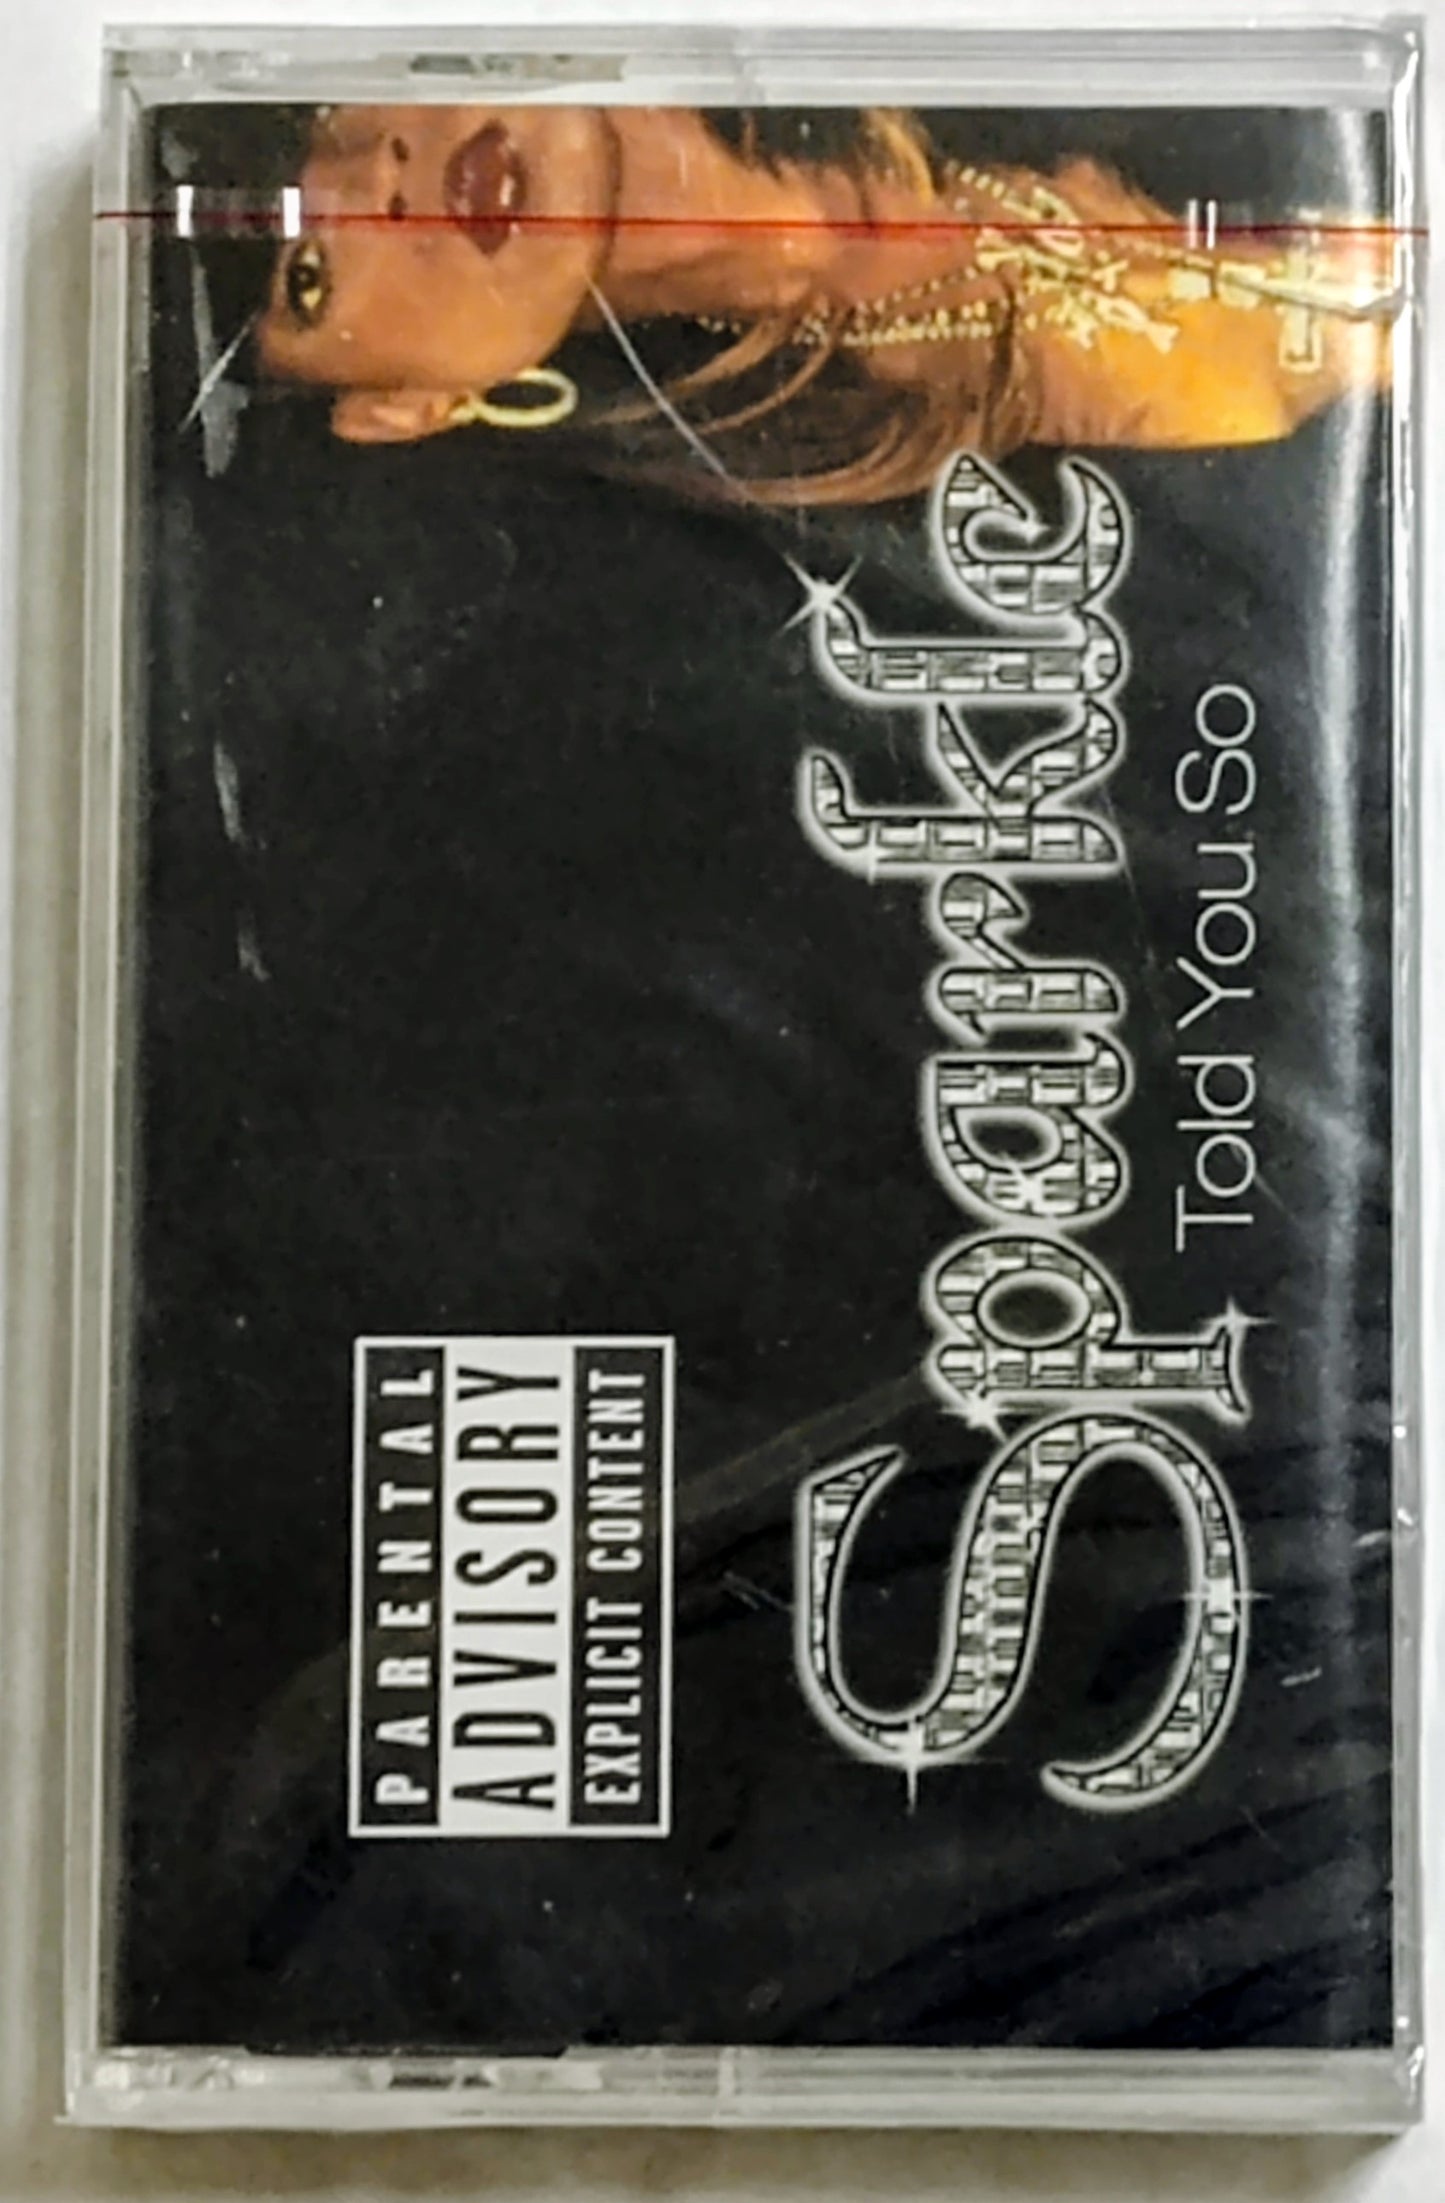 PARENTAL
ADVISORY
EXPLICIT CONTENT
Sparkle
Told You So